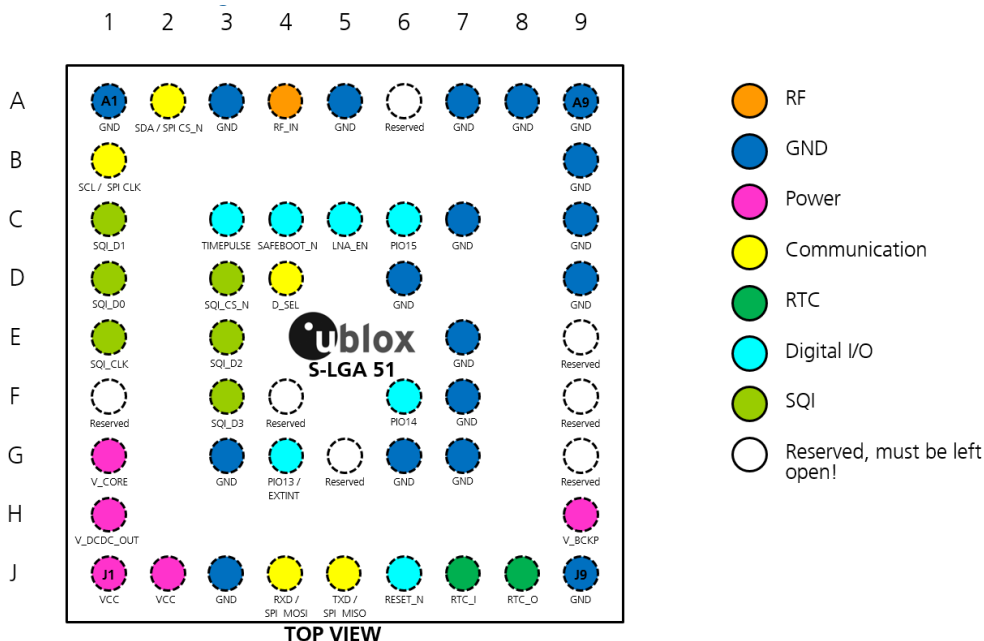 1 2 3 4 5 6 7 8 9
A A1 A9 RF
GND SDA / SPI CS_N GND RF_IN GND Reserved GND GND GND
B GND
SCL / SPI CLK GND
Power
C
SQI_D1 TIMEPULSE SAFEBOOT_N LNA_EN PIO15 GND GND
Communication
D
SQI_D0 SQI_CS_N D_SEL GND GND
RTC
E ublox
SQI_CLK SQI_D2 GND Reserved
Digital I/O
S-LGA 51
F
SQI
Reserved SQI_D3 Reserved PIO14 GND Reserved
G Reserved, must be left
open!
V_CORE GND PIO13 / Reserved GND GND Reserved
EXTINT
H
V_DCDC_OUT V_BCKP
J J1 J9
VCC VCC GND RXD / TXD / RESET_N RTC_I RTC_O GND
SPI MOSI SPI MISO
TOP VIEW